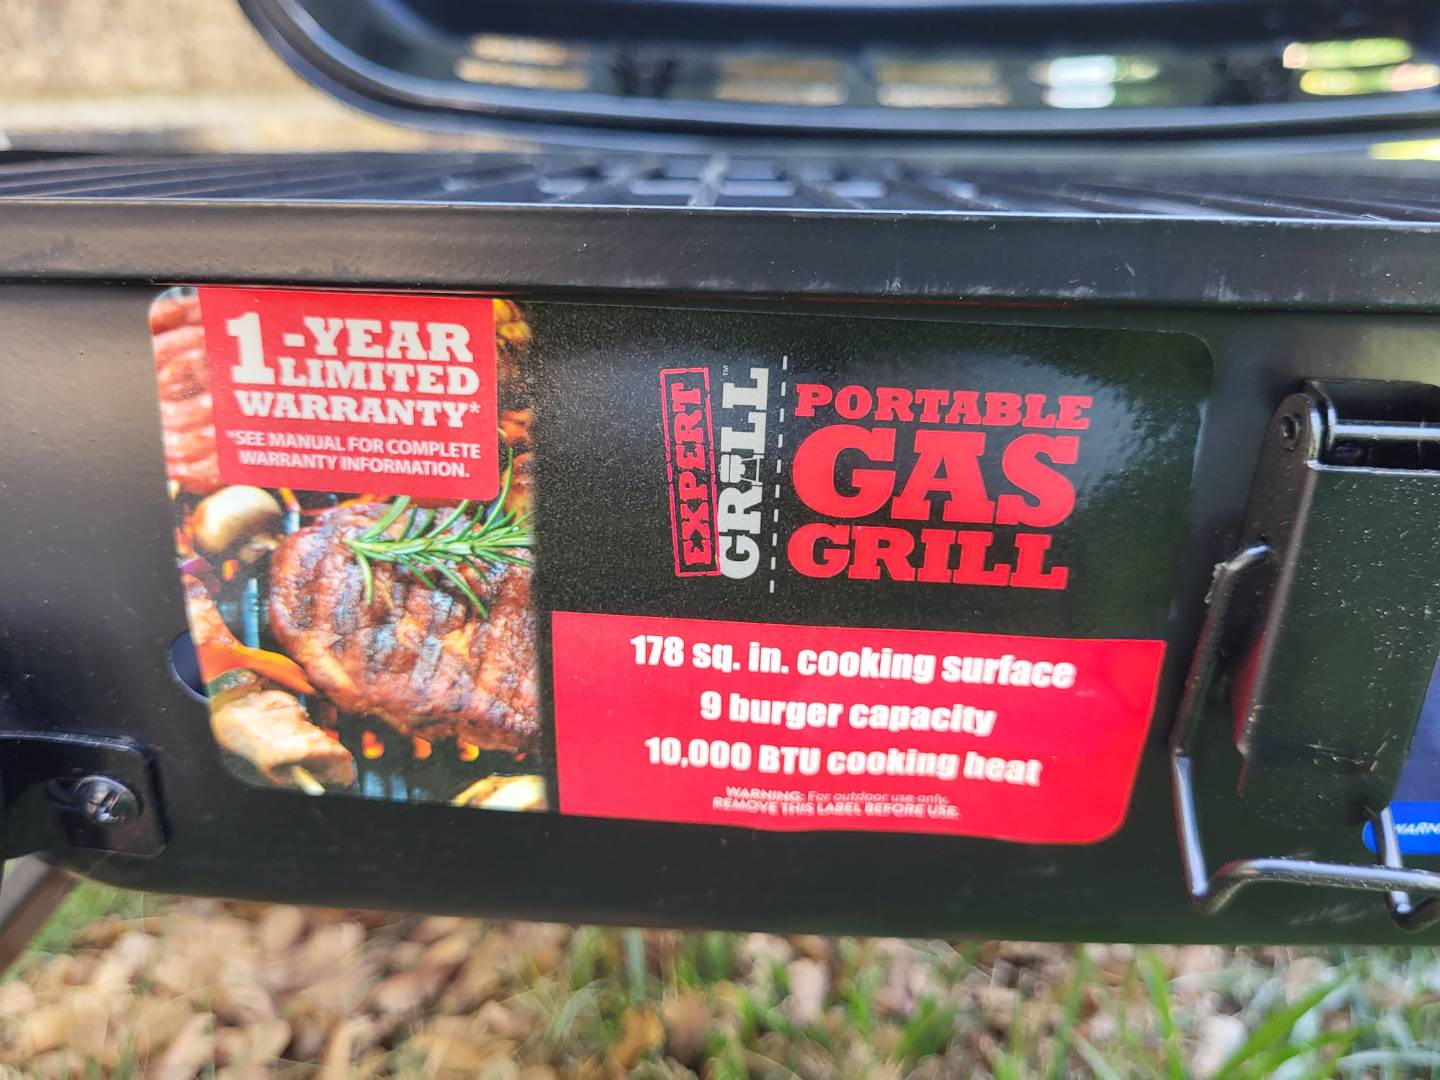 1-YEAR
LIMITED
WARRANTY*
*SEE MANUAL FOR COMPLETE
WARRANTY INFORMATION.
EXPERT
GRILL™
PORTABLE
GAS
GRILL
178 sq. in. cooking surface
9 burger capacity
10,000 BTU cooking heat
WARNING: For outdoor use only.
REMOVE THIS LABEL BEFORE USE.